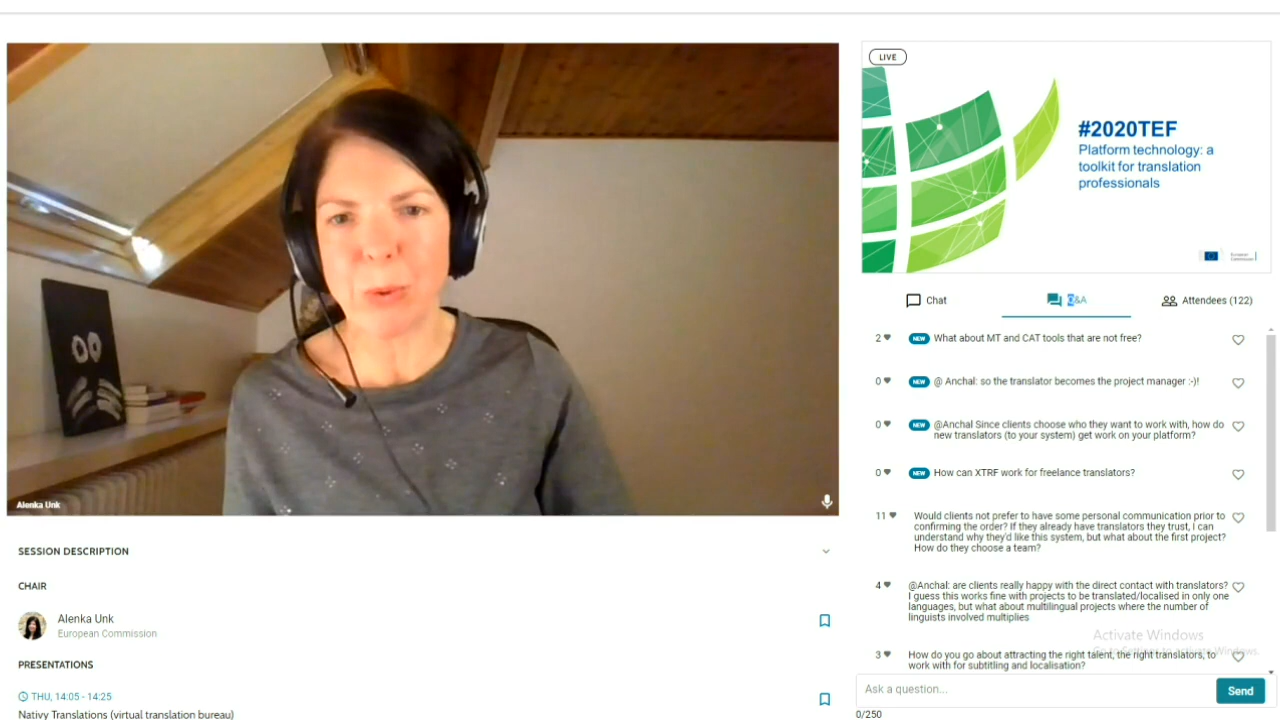 Alenka Unk
SESSION DESCRIPTION
CHAIR
Alenka Unk
European Commission
PRESENTATIONS
THU, 14:05 - 14:25
Nativy Translations (virtual translation bureau)
LIVE
#2020TEF
Platform technology: a
toolkit for translation
professionals
European
Commission
Chat
Q&A
Attendees (122)
2
NEW What about MT and CAT tools that are not free?
0
NEW @ Anchal: so the translator becomes the project manager :-)!
0
NEW @Anchal Since clients choose who they want to work with, how do
new translators (to your system) get work on your platform?
0
NEW How can XTRF work for freelance translators?
11
Would clients not prefer to have some personal communication prior to
confirming the order? If they already have translators they trust, I can
understand why they'd like this system, but what about the first project?
How do they choose a team?
4
@Anchal: are clients really happy with the direct contact with translators?
I guess this works fine with projects to be translated/localised in only one
languages, but what about multilingual projects where the number of
linguists involved multiplies
Activate Windows
3
How do you go about attracting the right talent, the right translators, to
work with for subtitling and localisation?
Ask a question...
Send
0/250